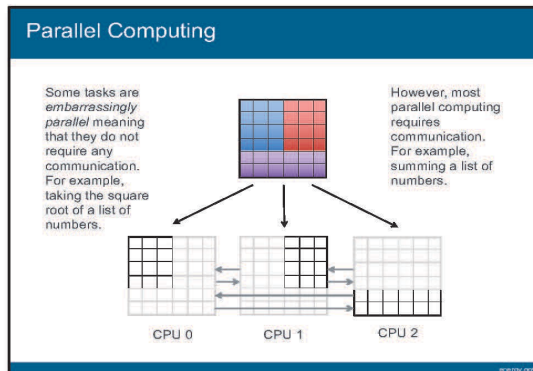 Parallel Computing
Some tasks are
embarrassingly
parallel meaning
that they do not
require any
communication.
For example,
taking the square
root of a list of
numbers.
However, most
parallel computing
requires
communication.
For example,
summing a list of
numbers.
CPU 0
CPU 1
CPU 2